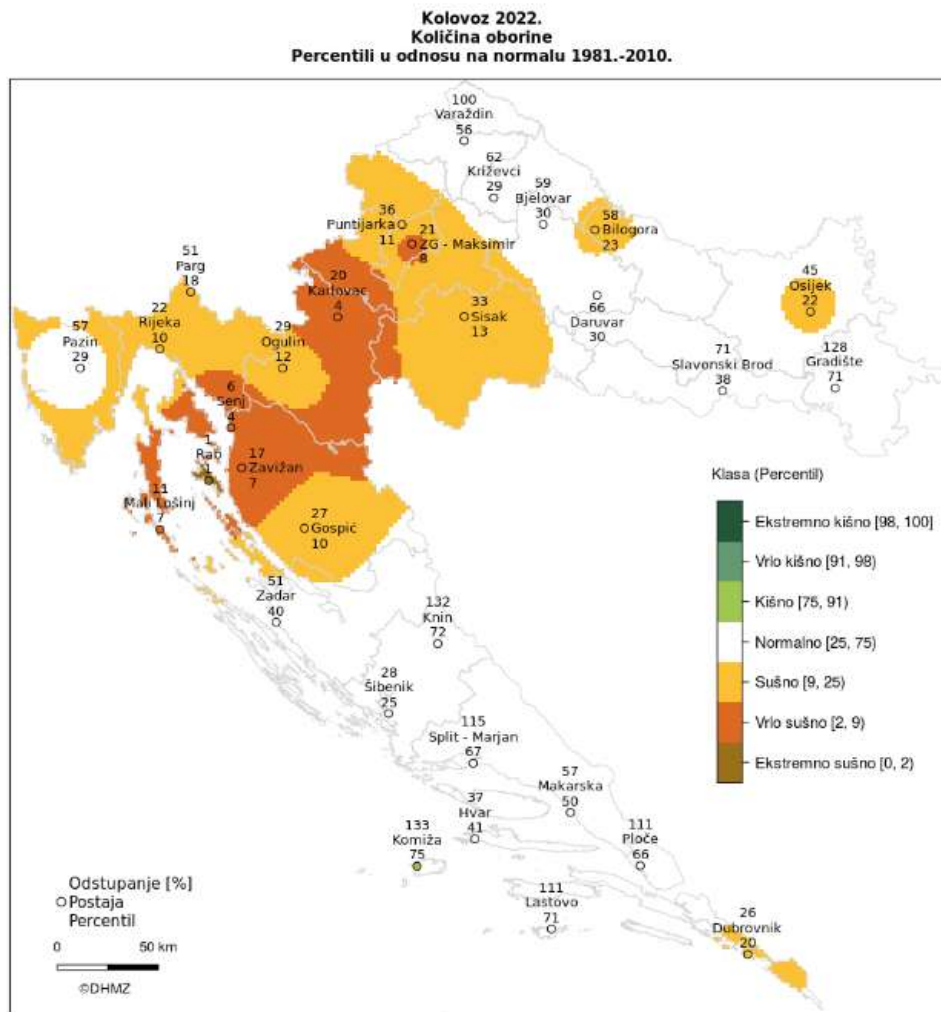 Kolovoz 2022.
Količina oborine
Percentili u odnosu na normalu 1981.-2010.
100
Varaždin
56
62
Križevci
29
59
Bjelovar
30
58
Bilogora
23
36
Puntijarka
11
21
ZG - Maksimir
8
51
Parg
18
20
Karlovac
4
33
Sisak
13
66
Daruvar
30
45
Osijek
22
57
Pazin
29
22
Rijeka
10
29
Ogulin
12
71
Slavonski Brod
38
128
Gradište
71
6
Senj
4
1
Rab
1
17
Zavižan
7
11
Mali Lošinj
7
27
Gospić
10
51
Zadar
40
132
Knin
72
28
Šibenik
25
115
Split - Marjan
67
57
Makarska
50
37
Hvar
41
133
Komiža
75
111
Ploče
66
111
Lastovo
71
26
Dubrovnik
20
Klasa (Percentil)
Ekstremno kišno [98, 100]
Vrlo kišno [91, 98)
Kišno [75, 91)
Normalno [25, 75)
Sušno [9, 25)
Vrlo sušno [2, 9)
Ekstremno sušno [0, 2)
Odstupanje [%]
Postaja
Percentil
0 50 km
©DHMZ